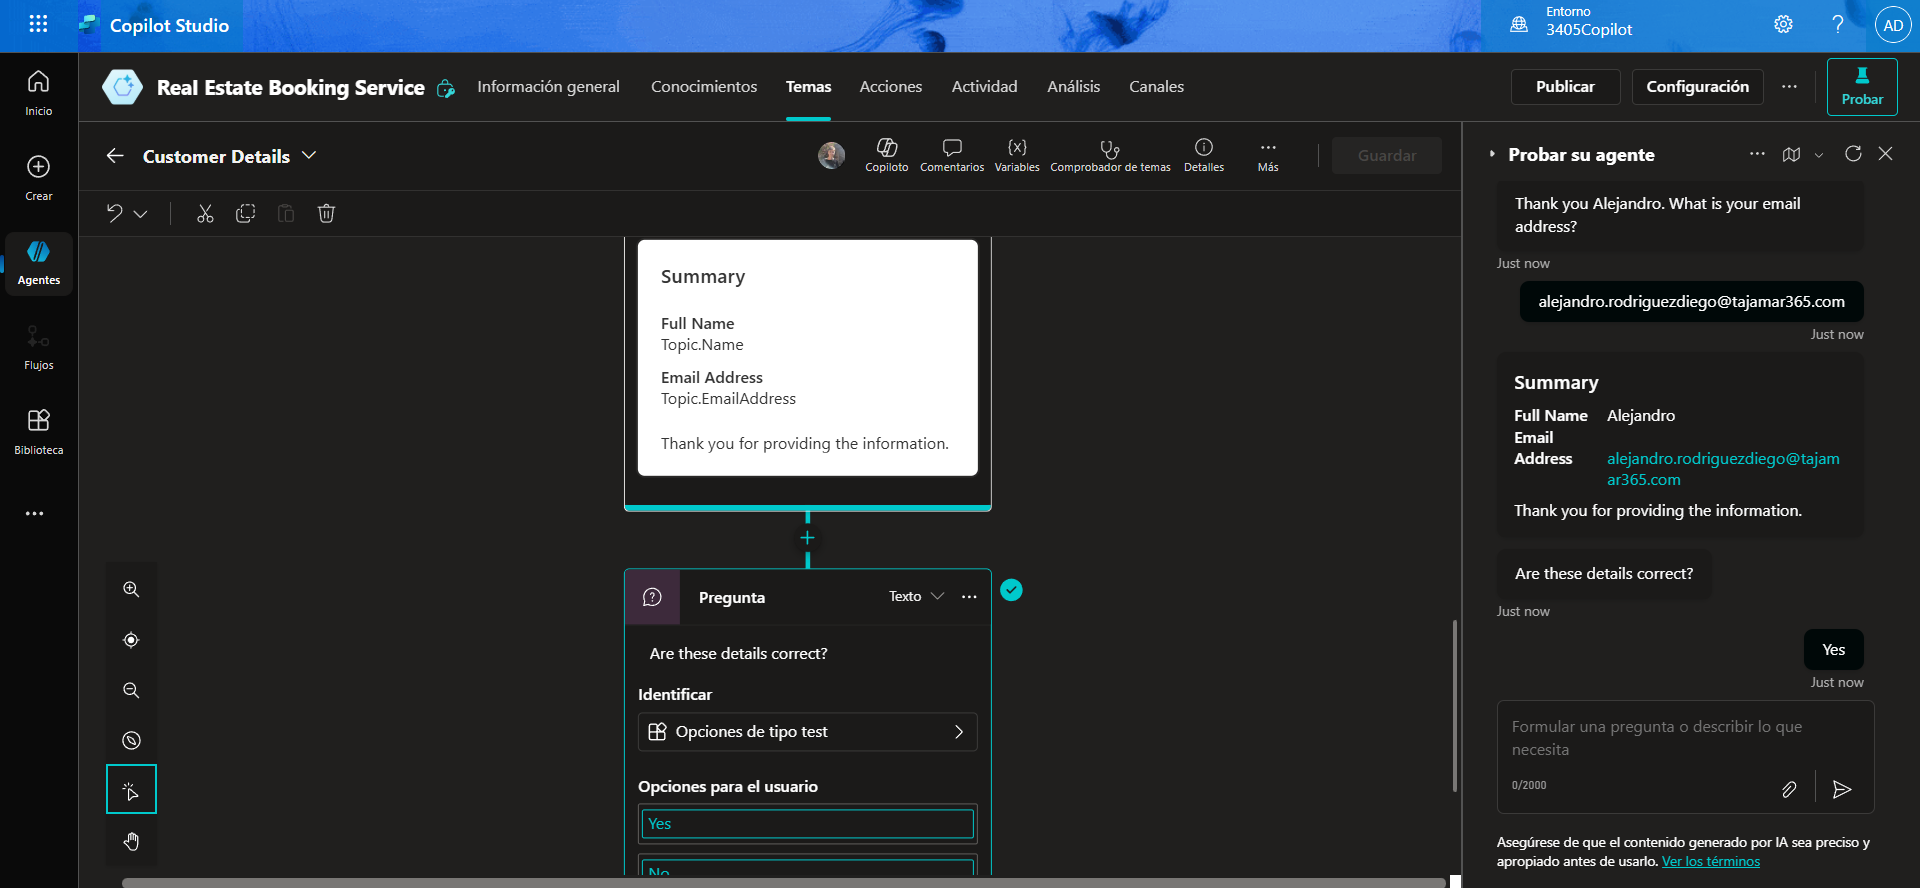 Copilot Studio
Entorno
3405Copilot
AD
Inicio
Crear
Agentes
Flujos
Biblioteca
Real Estate Booking Service
Información general
Conocimientos
Temas
Acciones
Actividad
Análisis
Canales
Publicar
Configuración
Probar
Customer Details
Copiloto
Comentarios
Variables
Comprobador de temas
Detalles
Más
Guardar
Summary
Full Name
Topic.Name
Email Address
Topic.EmailAddress
Thank you for providing the information.
Pregunta
Texto
Are these details correct?
Identificar
Opciones de tipo test
Opciones para el usuario
Yes
No
Probar su agente
Thank you Alejandro. What is your email
address?
Just now
alejandro.rodriguezdiego@tajamar365.com
Just now
Summary
Full Name Alejandro
Email
Address alejandro.rodriguezdiego@tajam
ar365.com
Thank you for providing the information.
Are these details correct?
Just now
Yes
Just now
Formular una pregunta o describir lo que
necesita
0/2000
Asegúrese de que el contenido generado por IA sea preciso y
apropiado antes de usarlo. Ver los términos